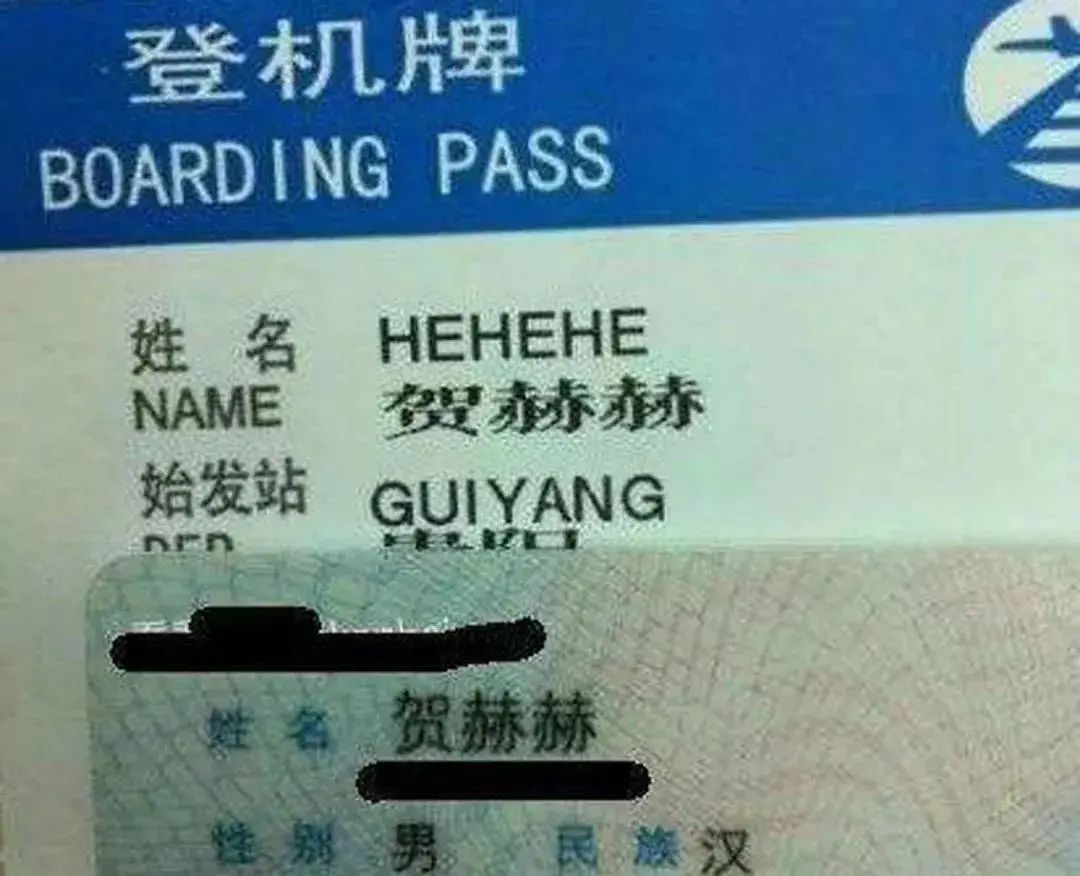 登机牌
BOARDING PASS
姓 名 HEHEHE
NAME 贺赫赫
始发站 GUIYANG
姓 名 贺赫赫
性 别 男 民 族 汉